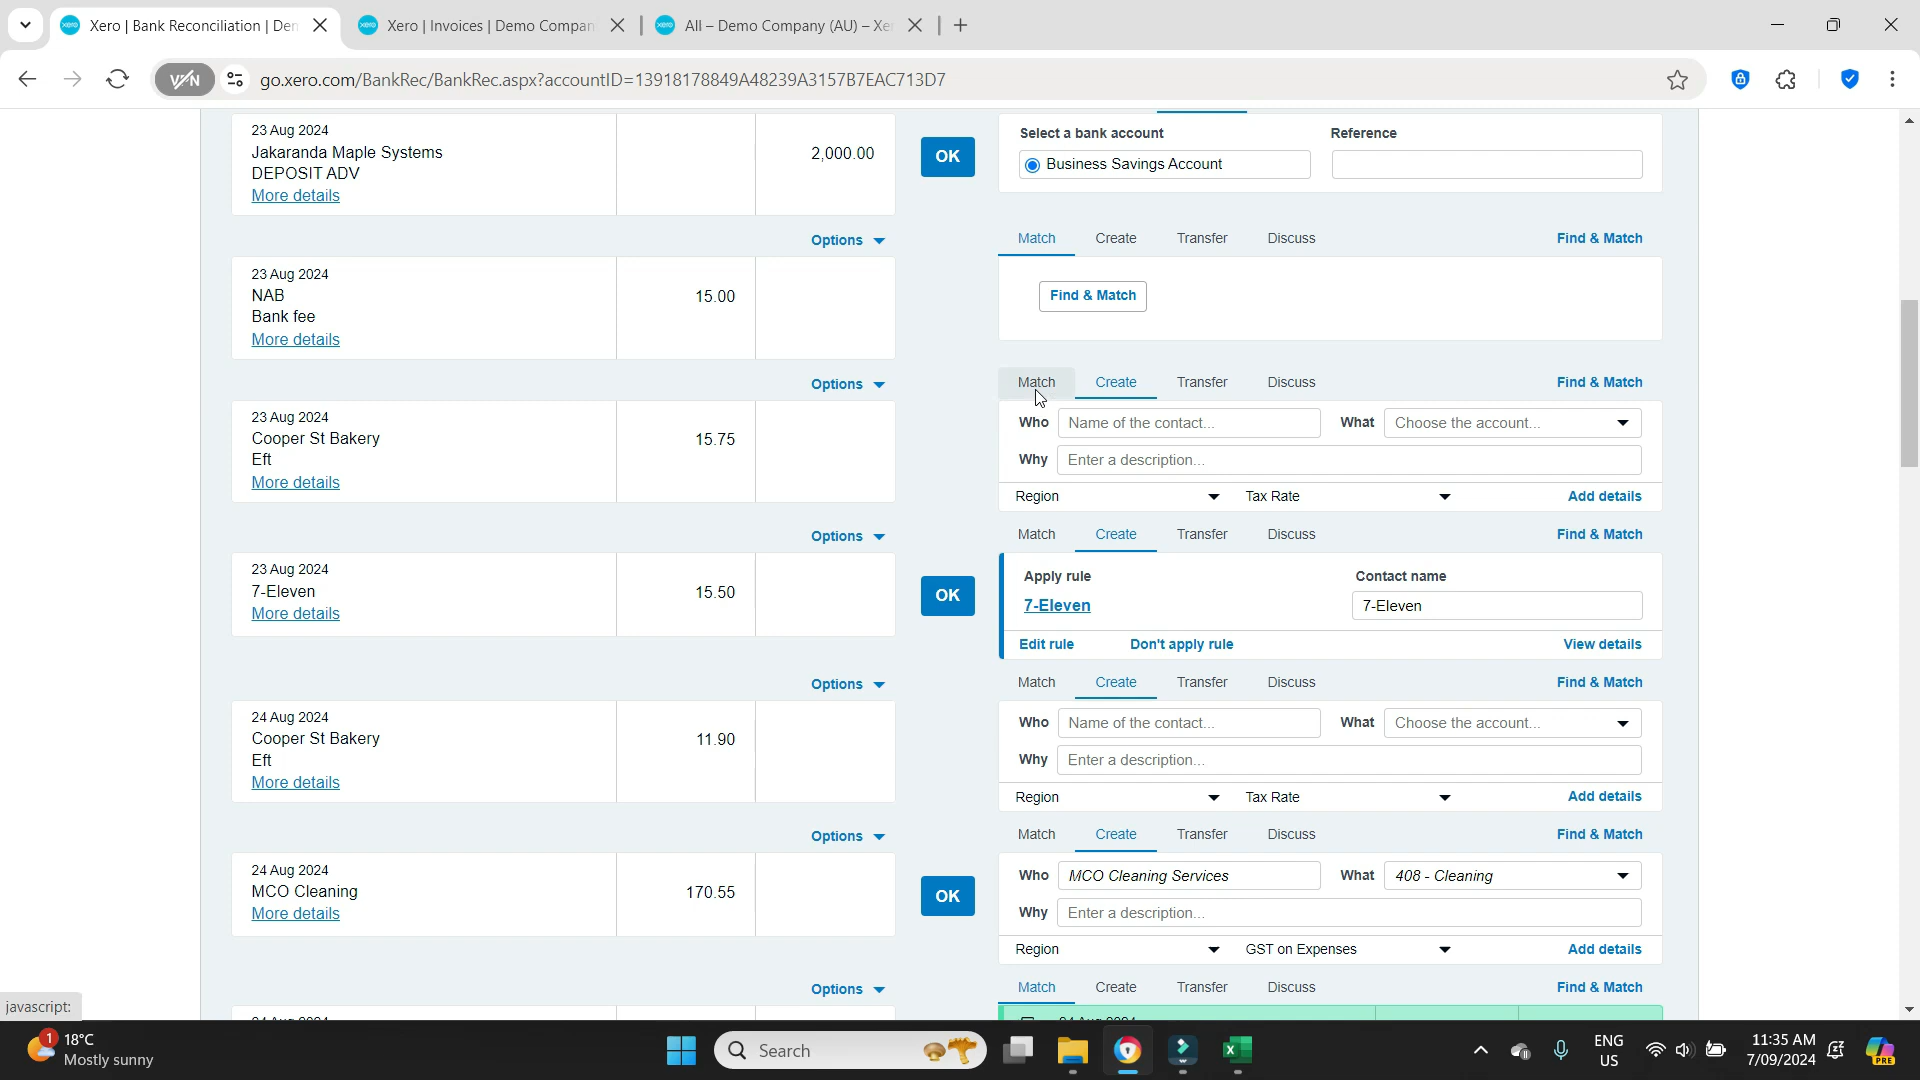 Xero | Bank Reconciliation | Den
Xero | Invoices | Demo Compan
All – Demo Company (AU) – Xe
VPN
go.xero.com/BankRec/BankRec.aspx?accountID=13918178849A48239A3157B7EAC713D7
23 Aug 2024
Jakaranda Maple Systems
DEPOSIT ADV
More details
2,000.00
OK
Select a bank account
Reference
Business Savings Account
Options
Match Create Transfer Discuss Find & Match
23 Aug 2024
NAB
Bank fee
More details
15.00
Find & Match
Options
Match Create Transfer Discuss Find & Match
23 Aug 2024
Cooper St Bakery
Eft
More details
15.75
Who Name of the contact... What Choose the account...
Why Enter a description...
Region Tax Rate Add details
Options
Match Create Transfer Discuss Find & Match
23 Aug 2024
7-Eleven
More details
15.50
OK
Apply rule
Contact name
7-Eleven
7-Eleven
Edit rule Don't apply rule View details
Options
Match Create Transfer Discuss Find & Match
24 Aug 2024
Cooper St Bakery
Eft
More details
11.90
Who Name of the contact... What Choose the account...
Why Enter a description...
Region Tax Rate Add details
Options
Match Create Transfer Discuss Find & Match
24 Aug 2024
MCO Cleaning
More details
170.55
OK
Who MCO Cleaning Services What 408 - Cleaning
Why Enter a description...
Region GST on Expenses Add details
Options
Match Create Transfer Discuss Find & Match
24 Aug 2024
24 Aug 2024
javascript:
1
18°C
Mostly sunny
Search
ENG
US
11:35 AM
7/09/2024
PRE